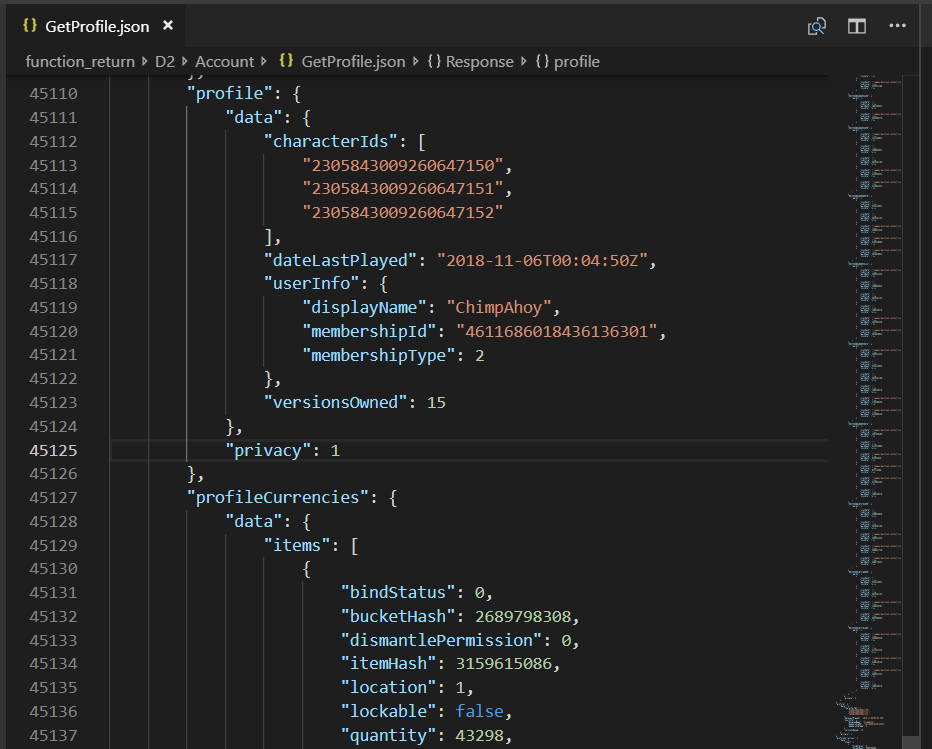 {} GetProfile.json ×
function_return D2 Account {} GetProfile.json {} Response {} profile
},
45110 "profile": {
45111 "data": {
45112 "characterIds": [
45113 "2305843009260647150",
45114 "2305843009260647151",
45115 "2305843009260647152"
45116 ],
45117 "dateLastPlayed": "2018-11-06T00:04:50Z",
45118 "userInfo": {
45119 "displayName": "ChimpAhoy",
45120 "membershipId": "4611686018436136301",
45121 "membershipType": 2
45122 },
45123 "versionsOwned": 15
45124 },
45125 "privacy": 1
45126 },
45127 "profileCurrencies": {
45128 "data": {
45129 "items": [
45130 {
45131 "bindStatus": 0,
45132 "bucketHash": 2689798308,
45133 "dismantlePermission": 0,
45134 "itemHash": 3159615086,
45135 "location": 1,
45136 "lockable": false,
45137 "quantity": 43298,